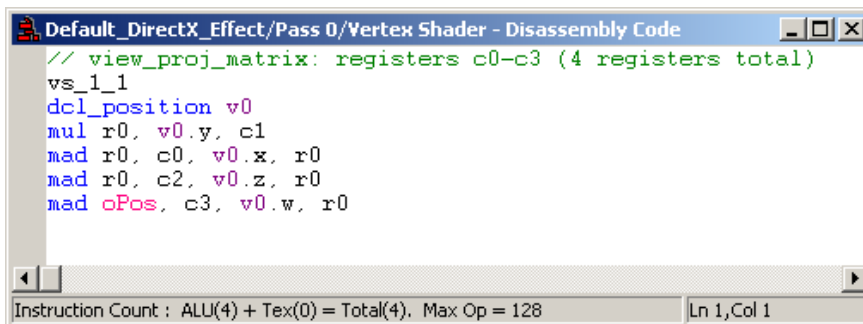 Default_DirectX_Effect/Pass 0/Vertex Shader - Disassembly Code
// view_proj_matrix: registers c0-c3 (4 registers total)
vs_1_1
dcl_position v0
mul r0, v0.y, c1
mad r0, c0, v0.x, r0
mad r0, c2, v0.z, r0
mad oPos, c3, v0.w, r0
Instruction Count : ALU(4) + Tex(0) = Total(4). Max Op = 128
Ln 1,Col 1